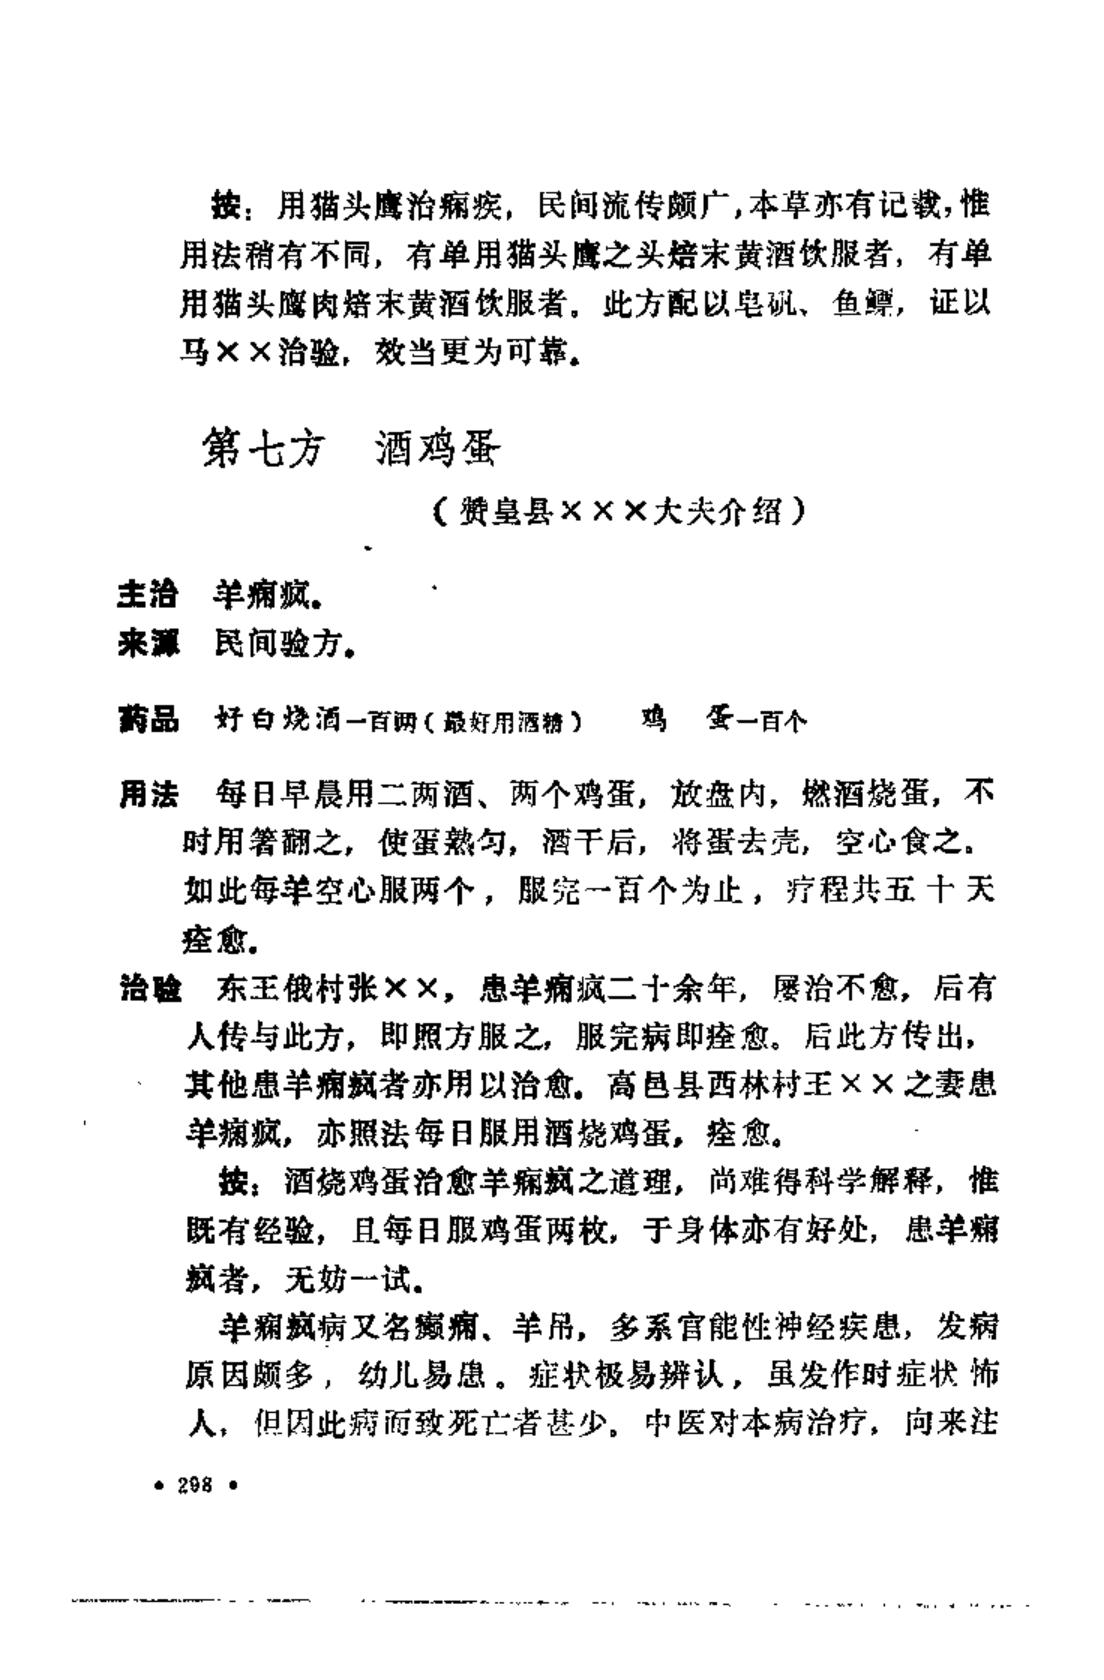 按：用猫头鹰治痫疾，民间流传颇广，本草亦有记载，惟
用法稍有不同，有单用猫头鹰之头焙末黄酒饮服者，有单
用猫头鹰肉焙末黄酒饮服者。此方配以皂矾、鱼鳔，证以
马××治验，效当更为可靠。
第七方　酒鸡蛋
（赞皇县×××大夫介绍）
主治　羊痫疯。
来源　民间验方。
药品　好白烧酒一百两（最好用酒精）　鸡　蛋一百个
用法　每日早晨用二两酒、两个鸡蛋，放盘内，燃酒烧蛋，不
时用箸翻之，使蛋熟匀，酒干后，将蛋去壳，空心食之。
如此每羊空心服两个，服完一百个为止，疗程共五十天
痊愈。
治验　东王俄村张××，患羊痫疯二十余年，屡治不愈，后有
人传与此方，即照方服之，服完病即痊愈。后此方传出，
其他患羊痫疯者亦用以治愈。高邑县西林村王××之妻患
羊痫疯，亦照法每日服用酒烧鸡蛋，痊愈。
按：酒烧鸡蛋治愈羊痫疯之道理，尚难得科学解释，惟
既有经验，且每日服鸡蛋两枚，于身体亦有好处，患羊痫
疯者，无妨一试。
羊痫疯病又名癫痫、羊吊，多系官能性神经疾患，发病
原因颇多，幼儿易患。症状极易辨认，虽发作时症状怖
人，但因此病而致死亡者甚少。中医对本病治疗，向来注
• 298 •